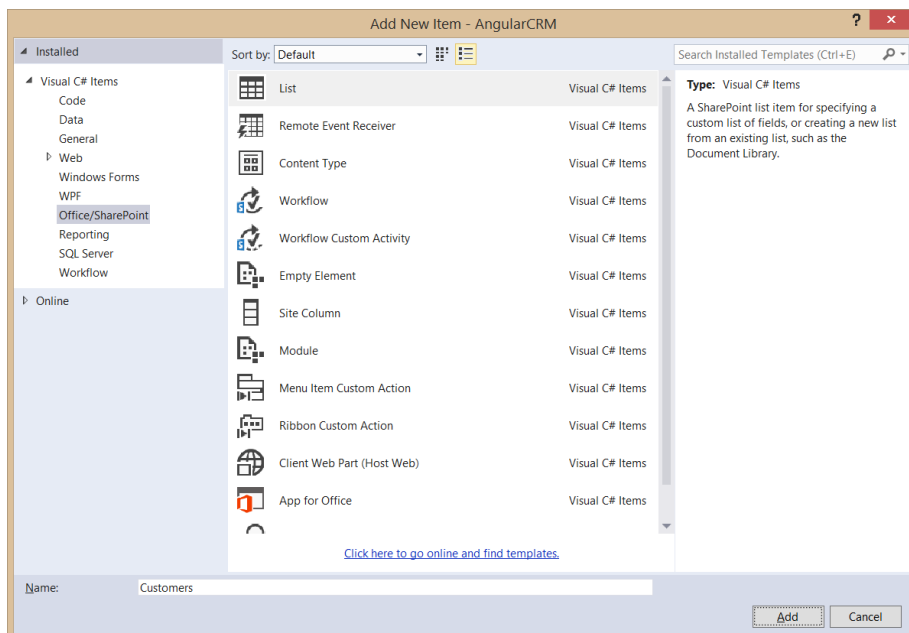 Add New Item - AngularCRM
?
Installed
Sort by: Default
Search Installed Templates (Ctrl+E)
Visual C# Items
Code
Data
General
Web
Windows Forms
WPF
Office/SharePoint
Reporting
SQL Server
Workflow
Online
List Visual C# Items
Remote Event Receiver Visual C# Items
Content Type Visual C# Items
Workflow Visual C# Items
Workflow Custom Activity Visual C# Items
Empty Element Visual C# Items
Site Column Visual C# Items
Module Visual C# Items
Menu Item Custom Action Visual C# Items
Ribbon Custom Action Visual C# Items
Client Web Part (Host Web) Visual C# Items
App for Office Visual C# Items
Click here to go online and find templates.
Type: Visual C# Items
A SharePoint list item for specifying a
custom list of fields, or creating a new list
from an existing list, such as the
Document Library.
Name: Customers
Add Cancel